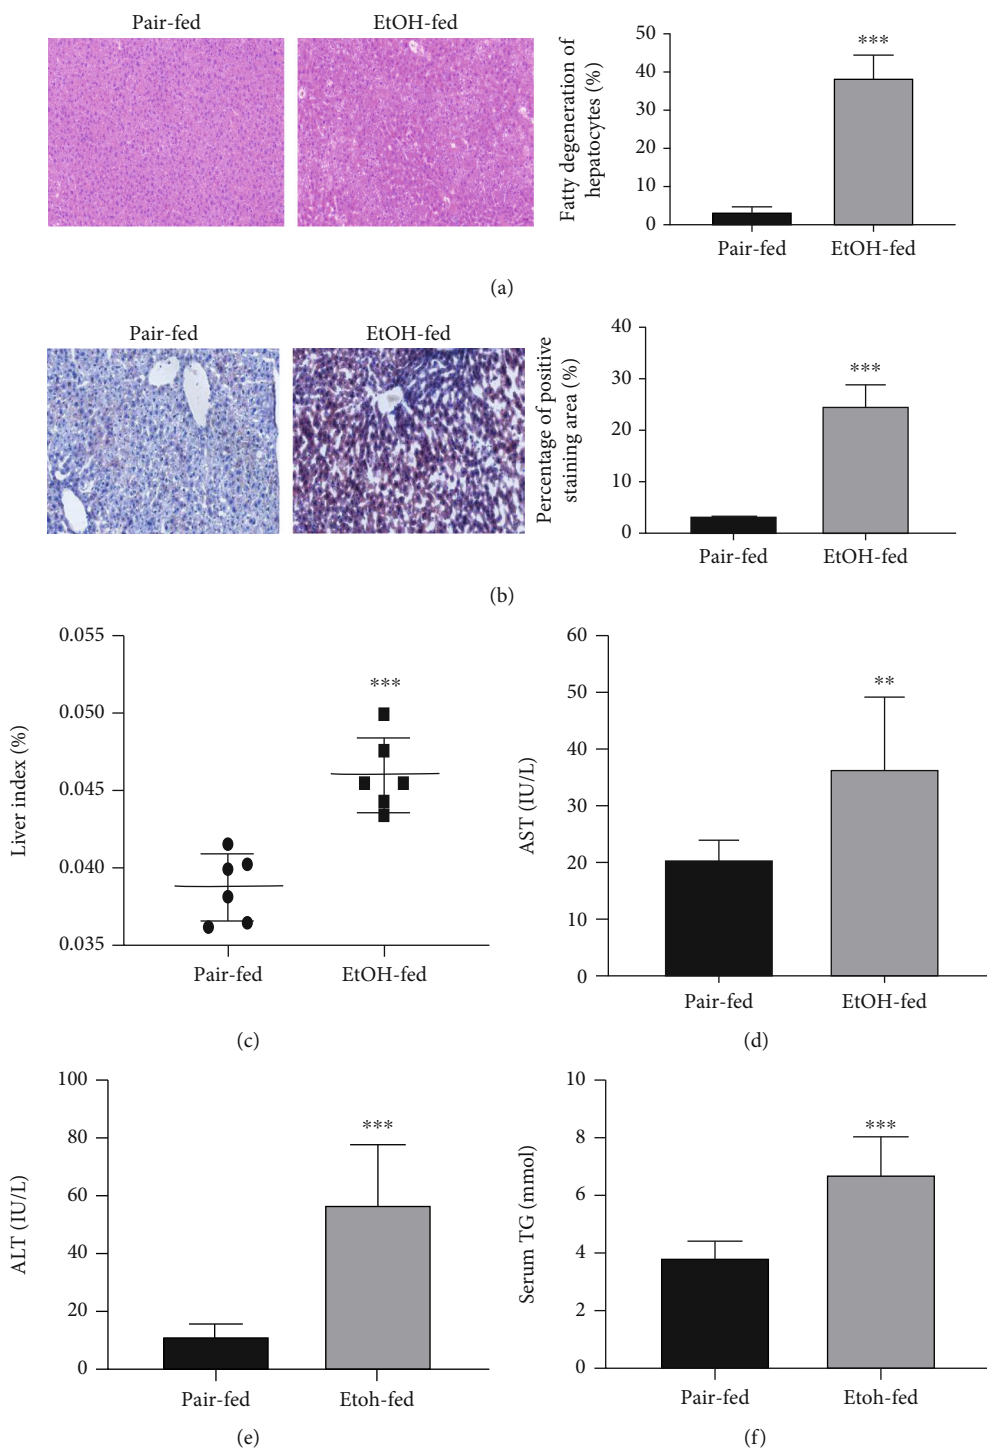 Pair-fed
EtOH-fed
Fatty degeneration of
hepatocytes (%)
50
40
30
20
10
0
***
Pair-fed
EtOH-fed
(a)
Pair-fed
EtOH-fed
Percentage of positive
staining area (%)
40
30
20
10
0
***
Pair-fed
EtOH-fed
(b)
Liver index (%)
0.055
0.050
0.045
0.040
0.035
***
Pair-fed
EtOH-fed
(c)
AST (IU/L)
60
50
40
30
20
10
0
**
Pair-fed
EtOH-fed
(d)
ALT (IU/L)
100
80
60
40
20
0
***
Pair-fed
Etoh-fed
(e)
Serum TG (mmol)
10
8
6
4
2
0
***
Pair-fed
Etoh-fed
(f)